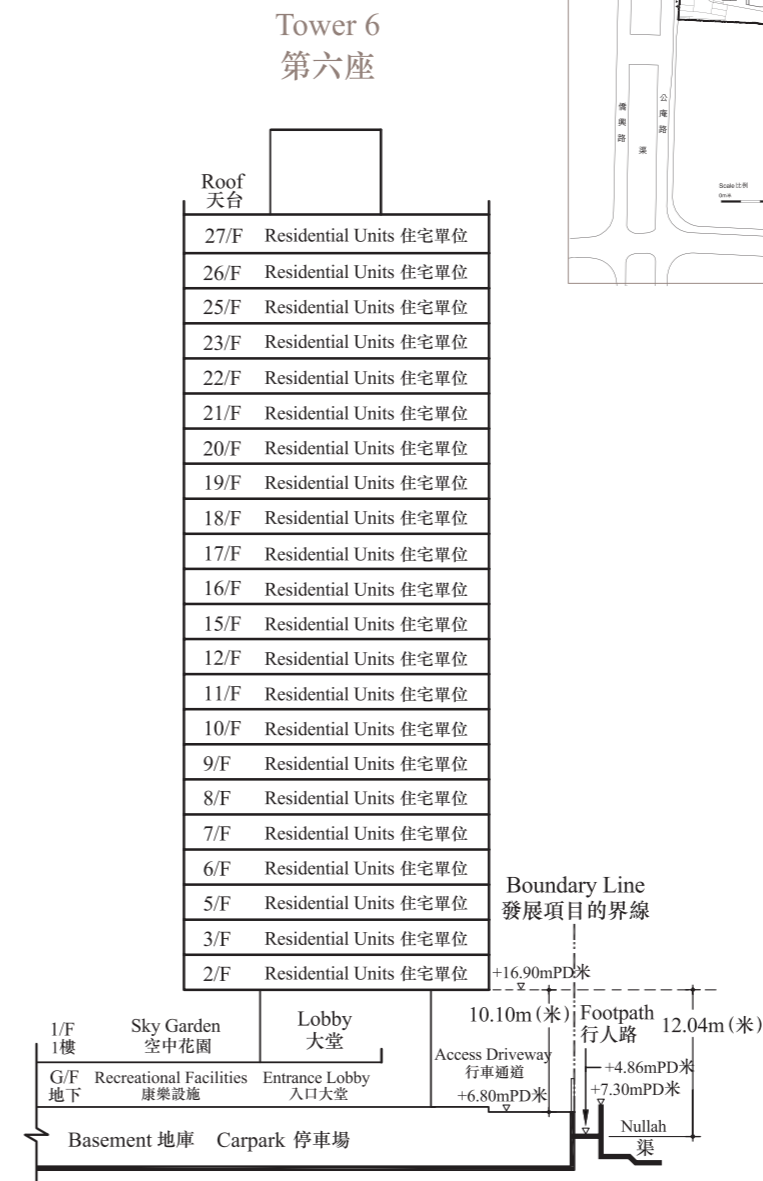 Tower 6
第六座
僑興路
渠
公庵路
Scale 比例
0m米
Roof
天台
27/F Residential Units 住宅單位
26/F Residential Units 住宅單位
25/F Residential Units 住宅單位
23/F Residential Units 住宅單位
22/F Residential Units 住宅單位
21/F Residential Units 住宅單位
20/F Residential Units 住宅單位
19/F Residential Units 住宅單位
18/F Residential Units 住宅單位
17/F Residential Units 住宅單位
16/F Residential Units 住宅單位
15/F Residential Units 住宅單位
12/F Residential Units 住宅單位
11/F Residential Units 住宅單位
10/F Residential Units 住宅單位
9/F Residential Units 住宅單位
8/F Residential Units 住宅單位
7/F Residential Units 住宅單位
6/F Residential Units 住宅單位
5/F Residential Units 住宅單位
3/F Residential Units 住宅單位
2/F Residential Units 住宅單位
Boundary Line
發展項目的界線
+16.90mPD米
10.10m(米)
Footpath
行人路
12.04m(米)
1/F
1樓
Sky Garden
空中花園
Lobby
大堂
Access Driveway
行車通道
+6.80mPD米
+4.86mPD米
+7.30mPD米
G/F
地下
Recreational Facilities
康樂設施
Entrance Lobby
入口大堂
Nullah
渠
Basement 地庫 Carpark 停車場